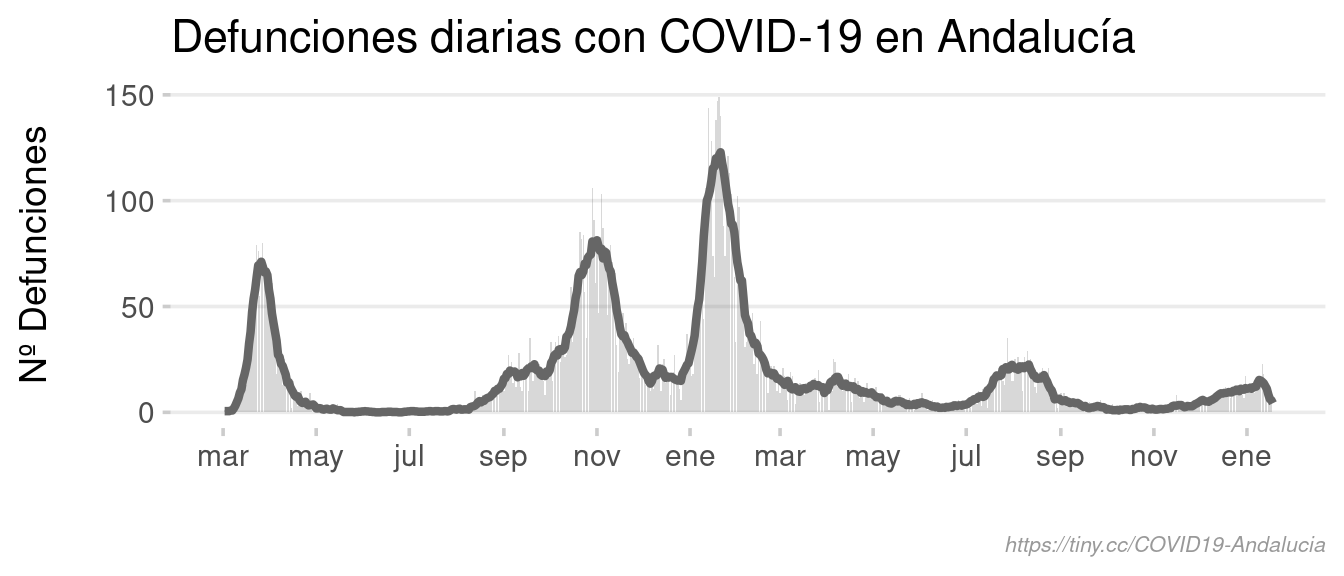 Defunciones diarias con COVID-19 en Andalucía
Nº Defunciones
150
100
50
0
mar may jul sep nov ene mar may jul sep nov ene
https://tiny.cc/COVID19-Andalucia